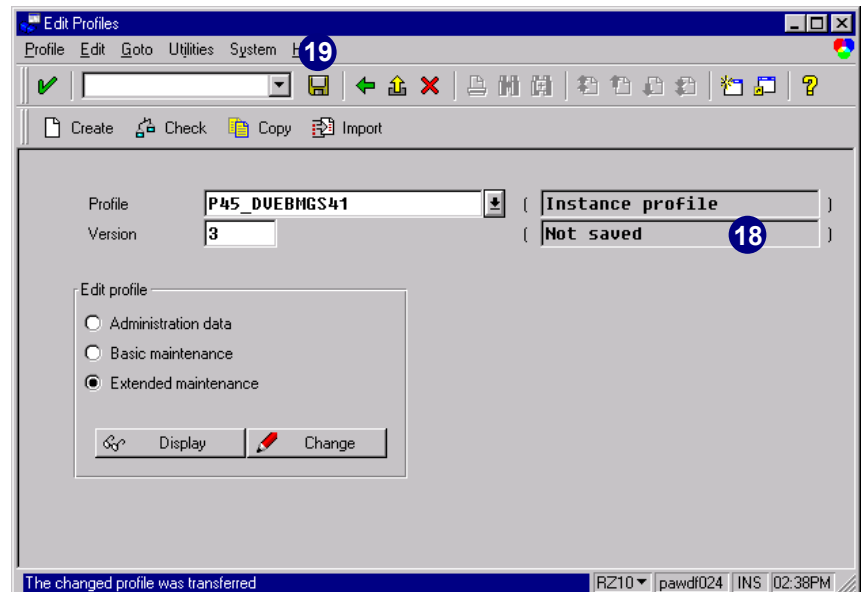 Edit Profiles
Profile Edit Goto Utilities System H
19
Create Check Copy Import
Profile P45_DVEBMGS41 ( Instance profile )
Version 3 ( Not saved 18 )
Edit profile
Administration data
Basic maintenance
Extended maintenance
Display Change
The changed profile was transferred RZ10 pawdf024 INS 02:38PM